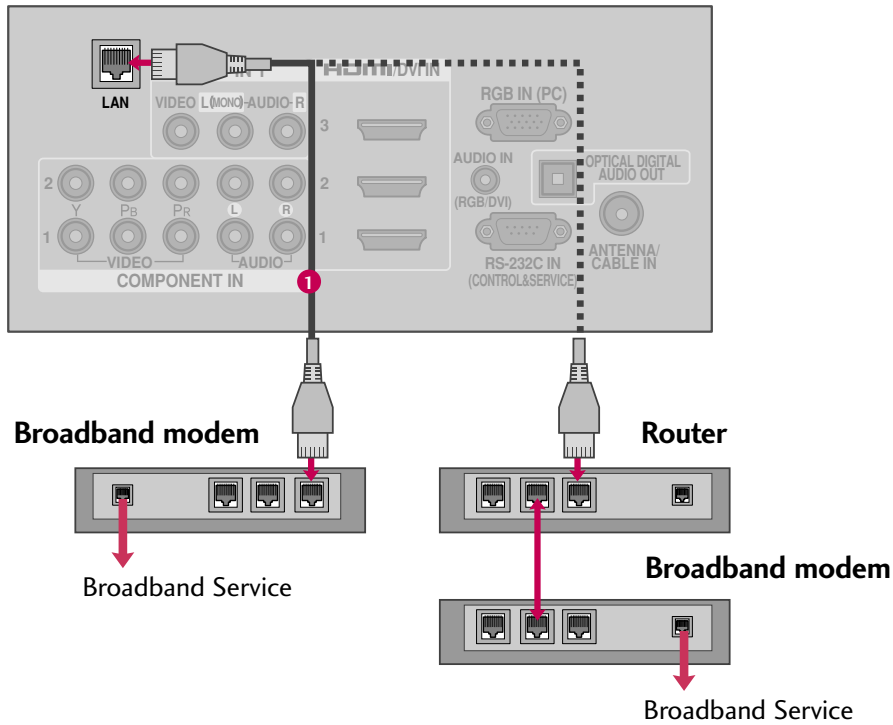 LAN
IN 1
HDMI/DVI IN
VIDEO L(MONO)-AUDIO-R
3
RGB IN (PC)
AUDIO IN
(RGB/DVI)
OPTICAL DIGITAL
AUDIO OUT
2
2
Y PB PR L R
1
1
VIDEO
AUDIO
COMPONENT IN
1
RS-232C IN
(CONTROL&SERVICE)
ANTENNA/
CABLE IN
Broadband modem
Router
Broadband Service
Broadband modem
Broadband Service